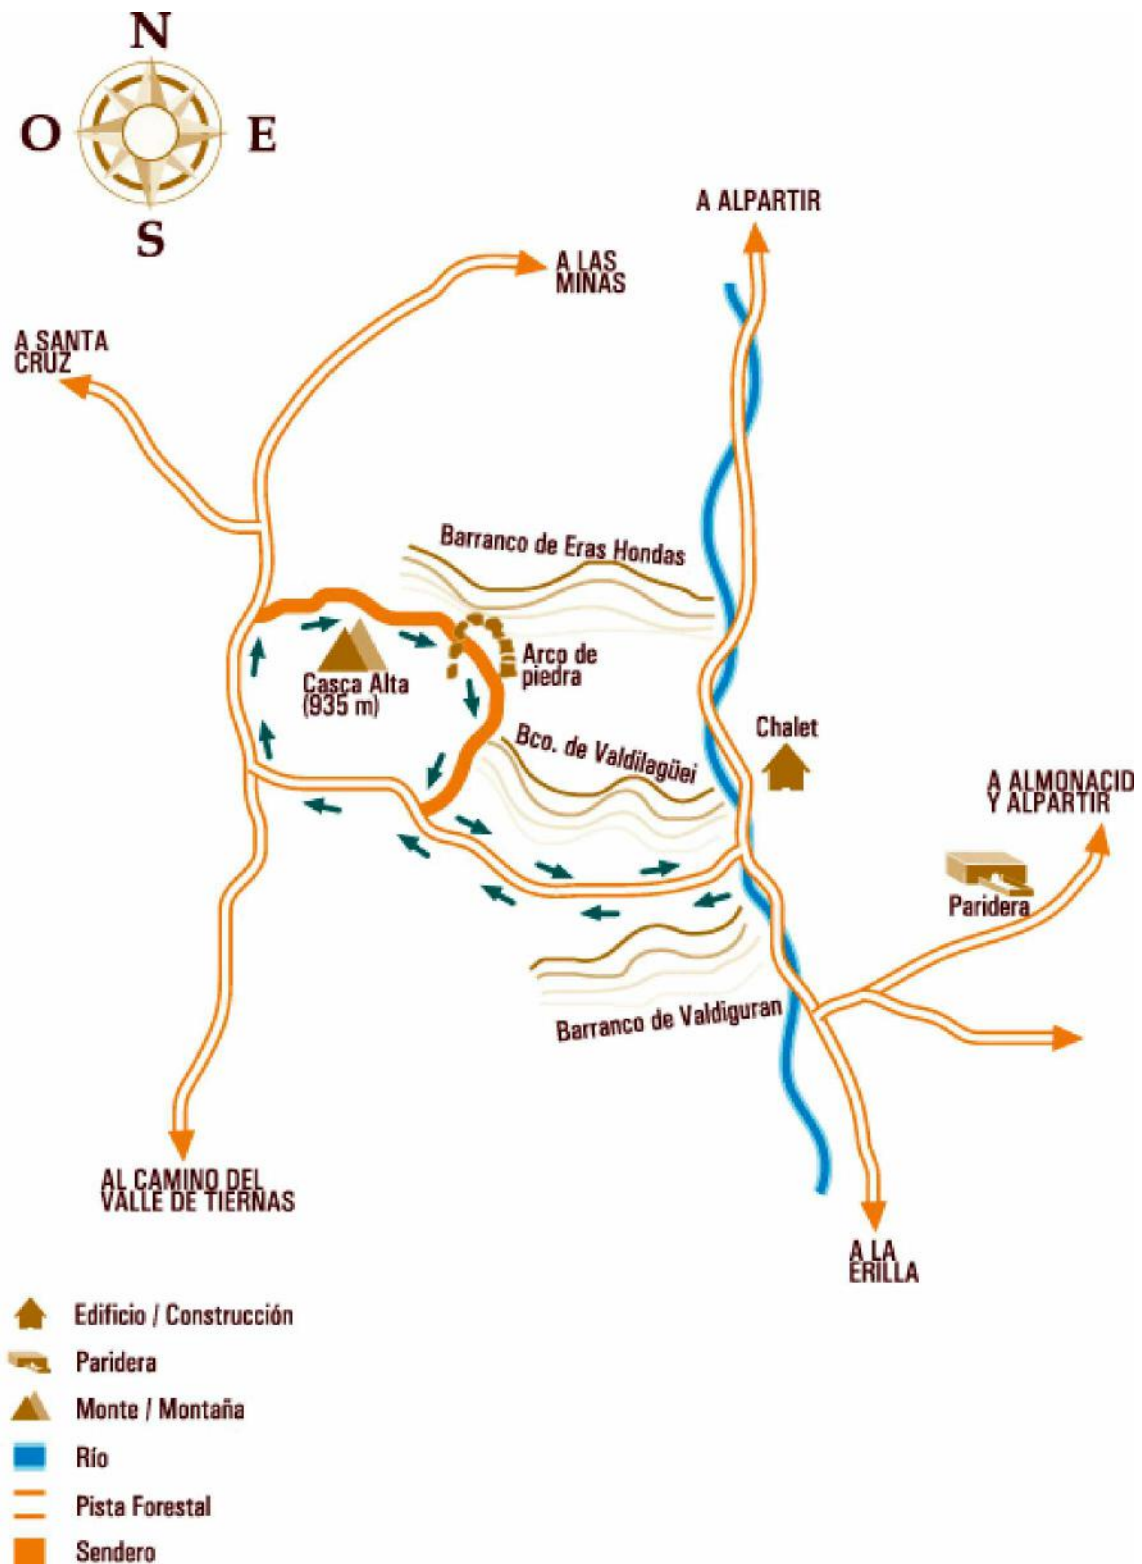 N
O
E
S
A ALPARTIR
A LAS
MINAS
A SANTA
CRUZ
Barranco de Eras Hondas
Arco de
piedra
Casca Alta
(935 m)
Bco. de Valdilagüei
Chalet
A ALMONACID
Y ALPARTIR
Paridera
Barranco de Valdiguran
AL CAMINO DEL
VALLE DE TIERNAS
A LA
ERILLA
Edificio / Construcción
Paridera
Monte / Montaña
Río
Pista Forestal
Sendero